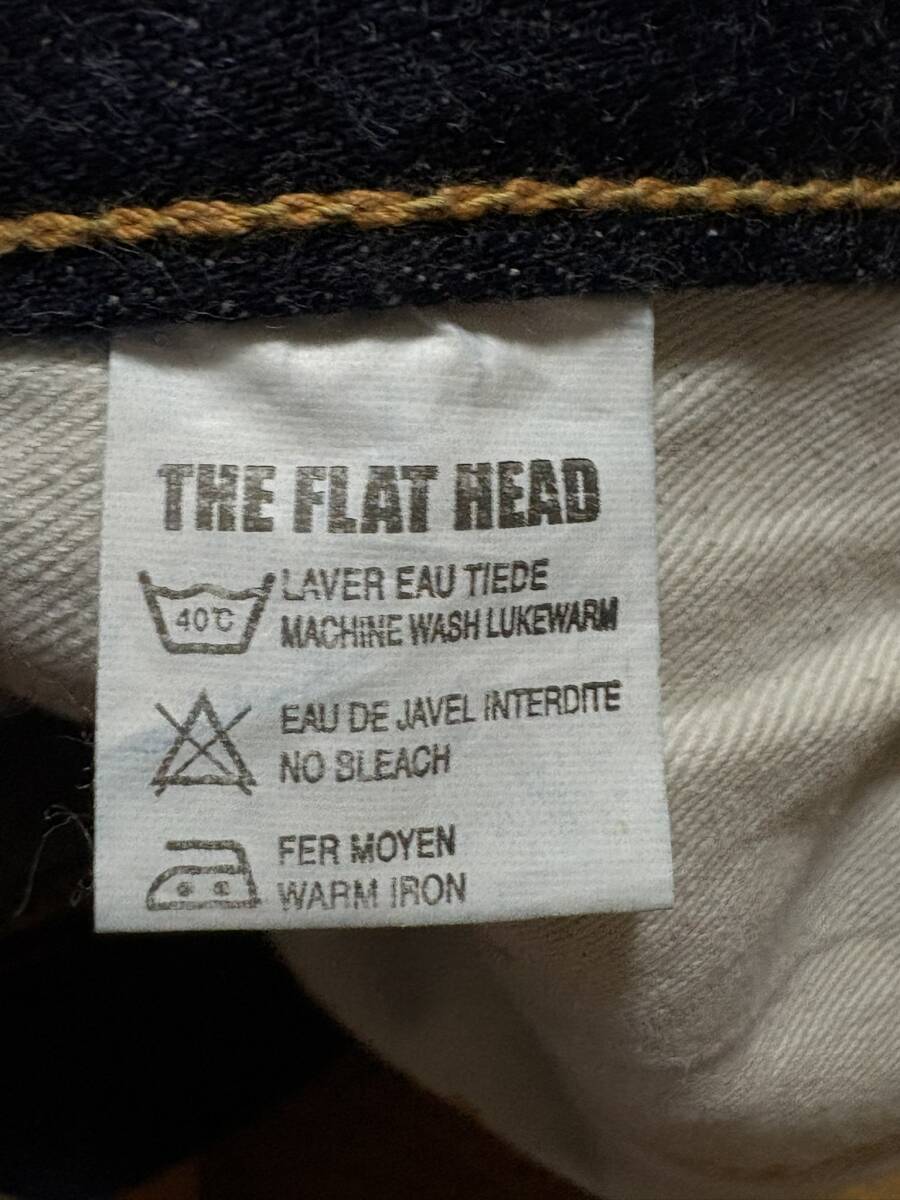 THE FLAT HEAD
40℃
LAVER EAU TIEDE
MACHINE WASH LUKEWARM
EAU DE JAVEL INTERDITE
NO BLEACH
FER MOYEN
WARM IRON